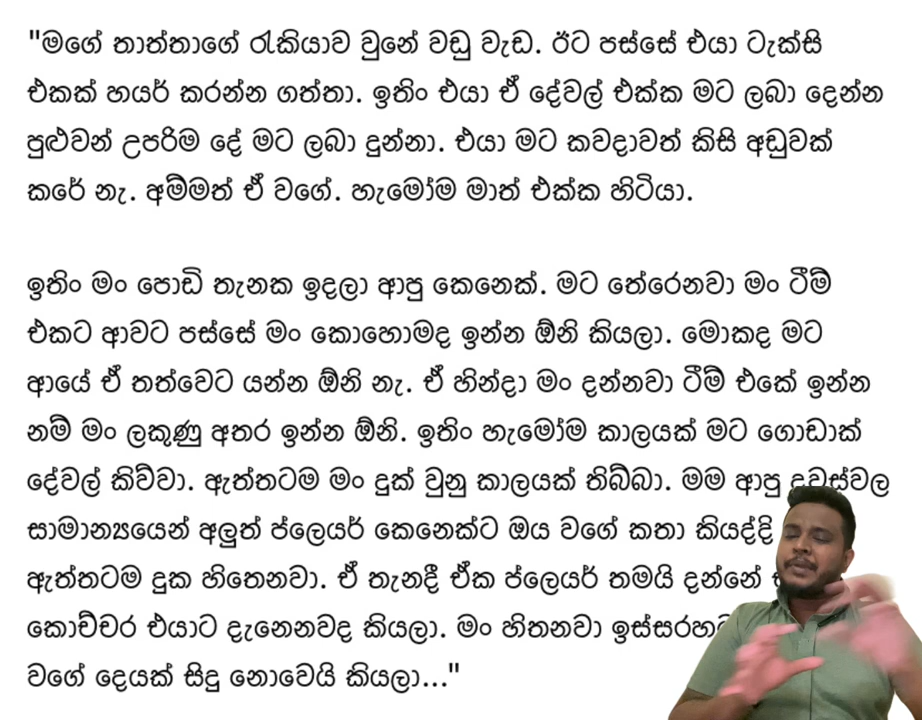 "මගේ තාත්තාගේ රැකියාව වුනේ වඩු වැඩ. ඊට පස්සේ එයා ටැක්සි
එකක් හයර් කරන්න ගත්තා. ඉතිං එයා ඒ දේවල් එක්ක මට ලබා දෙන්න
පුළුවන් උපරිම දේ මට ලබා දුන්නා. එයා මට කවදාවත් කිසි අඩුවක්
කරේ නැ. අම්මත් ඒ වගේ. හැමෝම මාත් එක්ක හිටියා.
ඉතිං මං පොඩි තැනක ඉදලා ආපු කෙනෙක්. මට තේරෙනවා මං ටීම්
එකට ආවට පස්සේ මං කොහොමද ඉන්න ඕනි කියලා. මොකද මට
ආයේ ඒ තත්වෙට යන්න ඕනි නැ. ඒ හින්දා මං දන්නවා ටීම් එකේ ඉන්න
නම් මං ලකුණු අතර ඉන්න ඕනි. ඉතිං හැමෝම කාලයක් මට ගොඩාක්
දේවල් කිව්වා. ඇත්තටම මං දුක් වුනු කාලයක් තිබ්බා. මම ආපු දවස්වල
සාමාන්‍යයෙන් අලුත් ප්ලෙයර් කෙනෙක්ට ඔය වගේ කතා කියද්දි
ඇත්තටම දුක හිතෙනවා. ඒ තැනදී ඒක ප්ලෙයර් තමයි දන්නේ
කොච්චර එයාට දැනෙනවද කියලා. මං හිතනවා
වගේ දෙයක් සිදු නොවෙයි කියලා..."